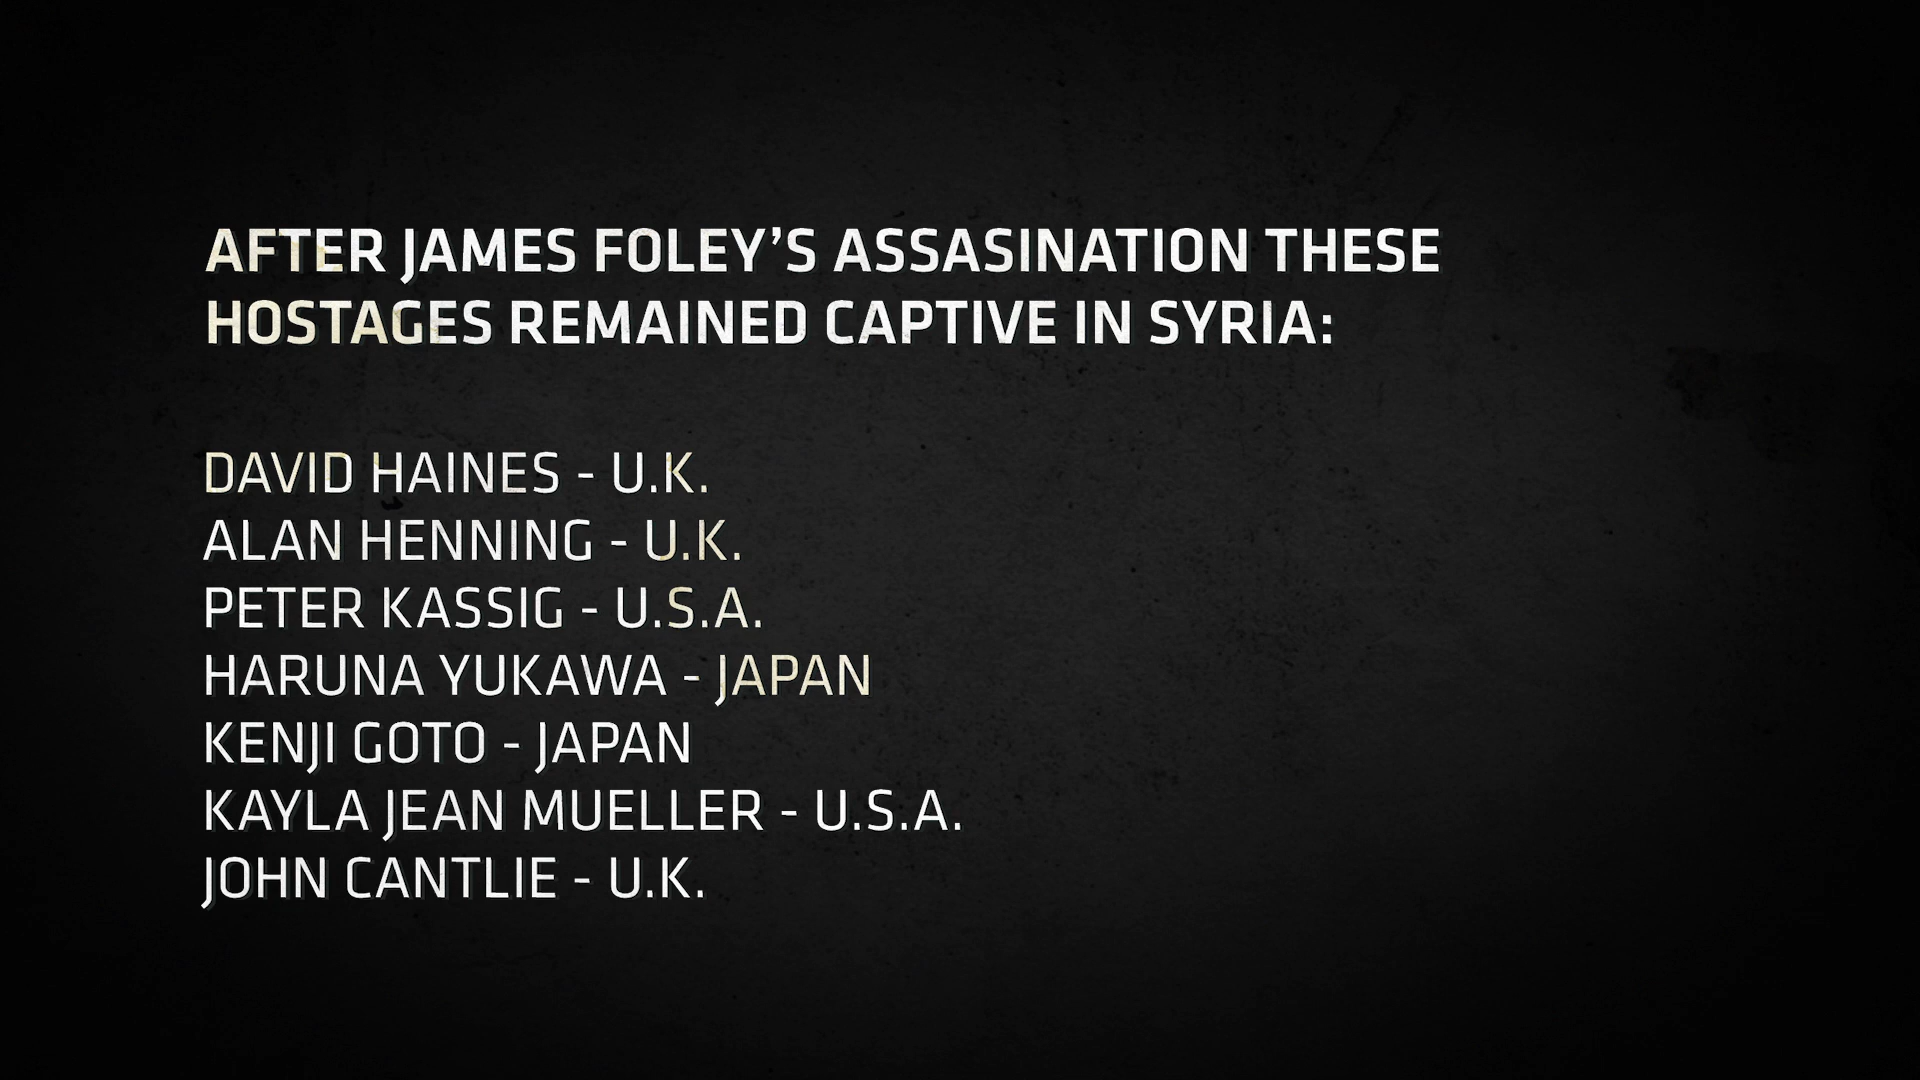 AFTER JAMES FOLEY’S ASSASINATION THESE
HOSTAGES REMAINED CAPTIVE IN SYRIA:
DAVID HAINES - U.K.
ALAN HENNING - U.K.
PETER KASSIG - U.S.A.
HARUNA YUKAWA - JAPAN
KENJI GOTO - JAPAN
KAYLA JEAN MUELLER - U.S.A.
JOHN CANTLIE - U.K.